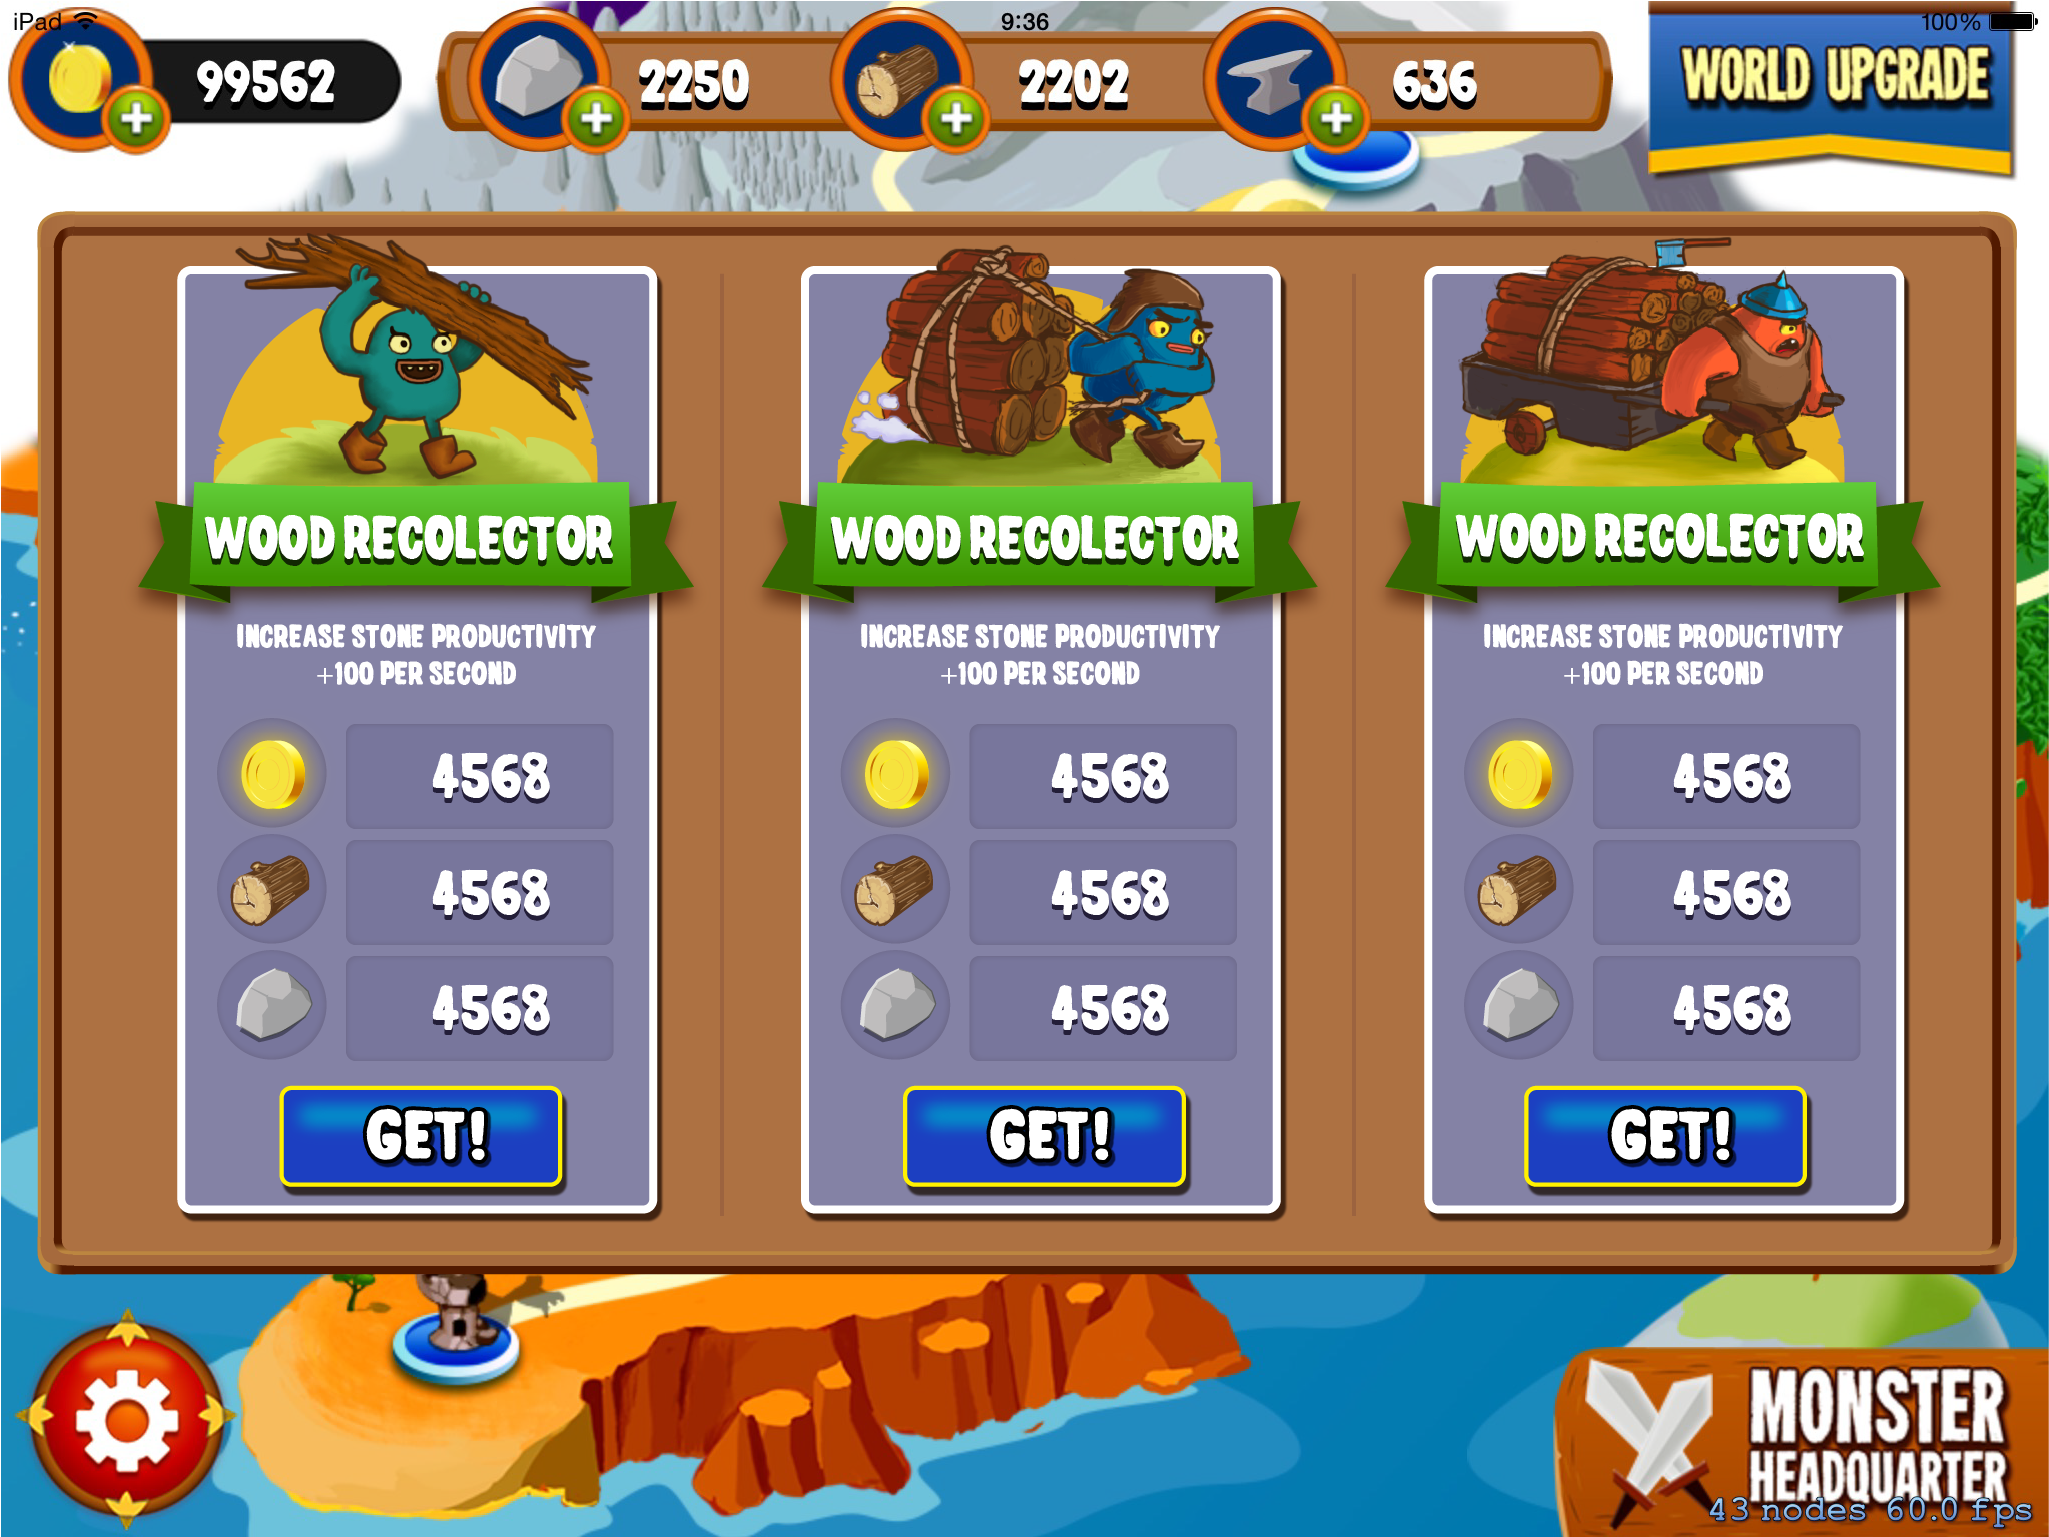 iPad
9:36
100%
99562
2250
2202
636
WORLD UPGRADE
WOOD RECOLECTOR
INCREASE STONE PRODUCTIVITY
+100 PER SECOND
4568
4568
4568
GET!
WOOD RECOLECTOR
INCREASE STONE PRODUCTIVITY
+100 PER SECOND
4568
4568
4568
GET!
WOOD RECOLECTOR
INCREASE STONE PRODUCTIVITY
+100 PER SECOND
4568
4568
4568
GET!
MONSTER
HEADQUARTER
43 nodes 60.0 fps